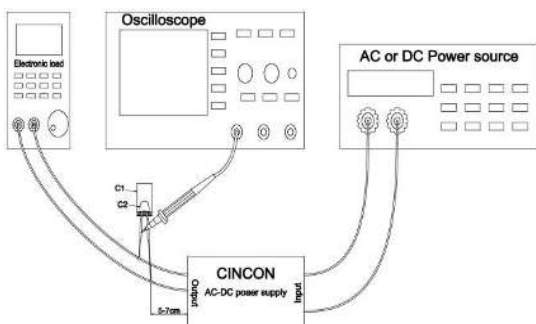 Oscilloscope
Electronic load
AC or DC Power source
C1
C2
CINCON
AC-DC power supply
Output
Input
5-7cm